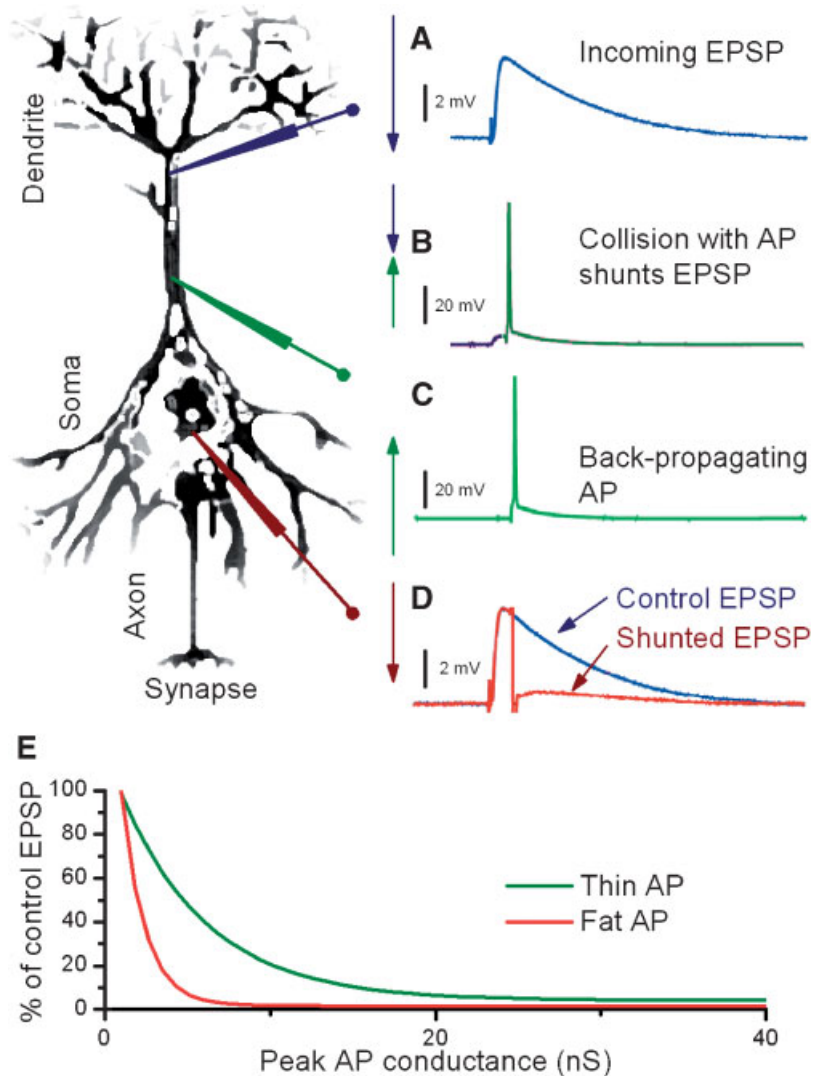 A
Incoming EPSP
2 mV
Dendrite
B
Collision with AP
shunts EPSP
20 mV
Soma
C
Back-propagating
AP
20 mV
Axon
D
Control EPSP
Shunted EPSP
2 mV
Synapse
E
% of control EPSP
100
80
60
40
20
0
Thin AP
Fat AP
0
20
40
Peak AP conductance (nS)